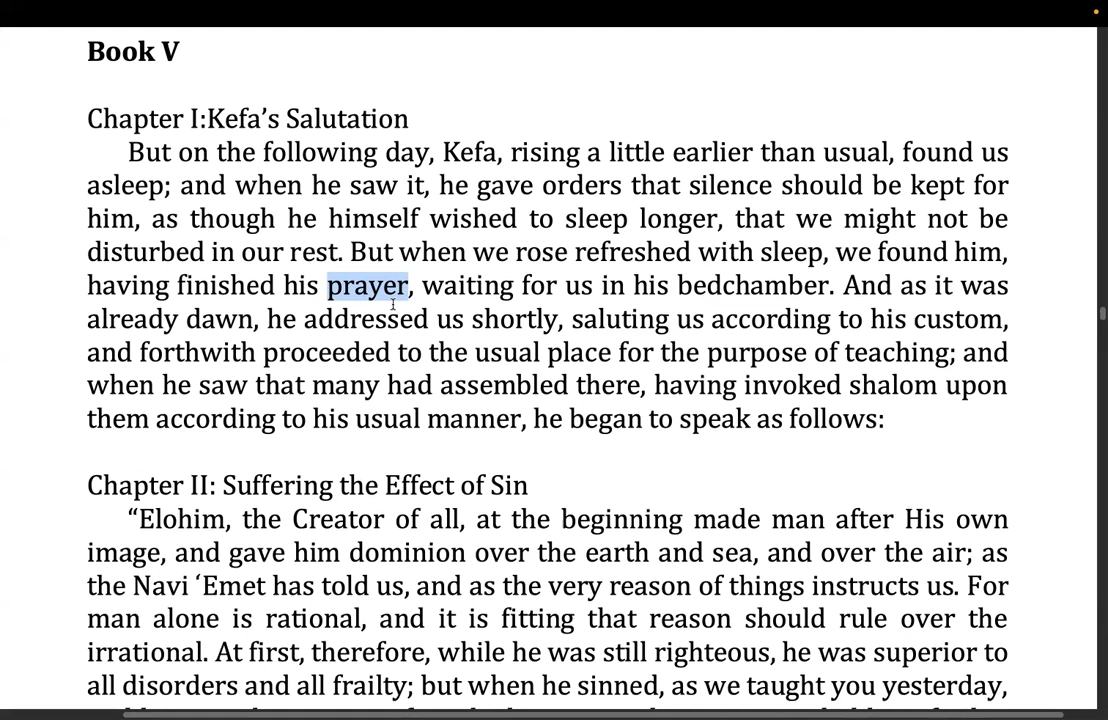 Book V
Chapter I:Kefa’s Salutation
But on the following day, Kefa, rising a little earlier than usual, found us
asleep; and when he saw it, he gave orders that silence should be kept for
him, as though he himself wished to sleep longer, that we might not be
disturbed in our rest. But when we rose refreshed with sleep, we found him,
having finished his prayer, waiting for us in his bedchamber. And as it was
already dawn, he addressed us shortly, saluting us according to his custom,
and forthwith proceeded to the usual place for the purpose of teaching; and
when he saw that many had assembled there, having invoked shalom upon
them according to his usual manner, he began to speak as follows:
Chapter II: Suffering the Effect of Sin
“Elohim, the Creator of all, at the beginning made man after His own
image, and gave him dominion over the earth and sea, and over the air; as
the Navi ‘Emet has told us, and as the very reason of things instructs us. For
man alone is rational, and it is fitting that reason should rule over the
irrational. At first, therefore, while he was still righteous, he was superior to
all disorders and all frailty; but when he sinned, as we taught you yesterday,